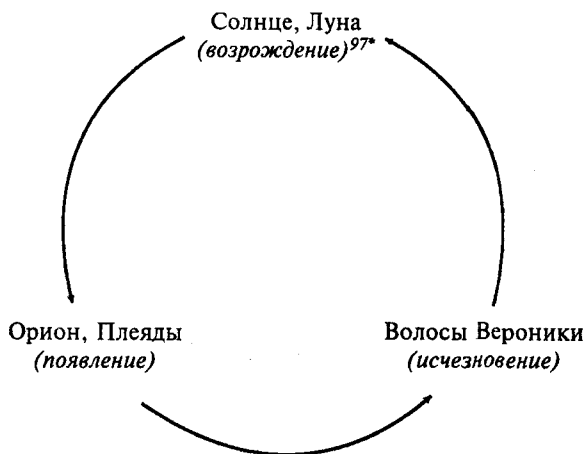 Солнце, Луна
(возрождение)97*
Орион, Плеяды
(появление)
Волосы Вероники
(исчезновение)